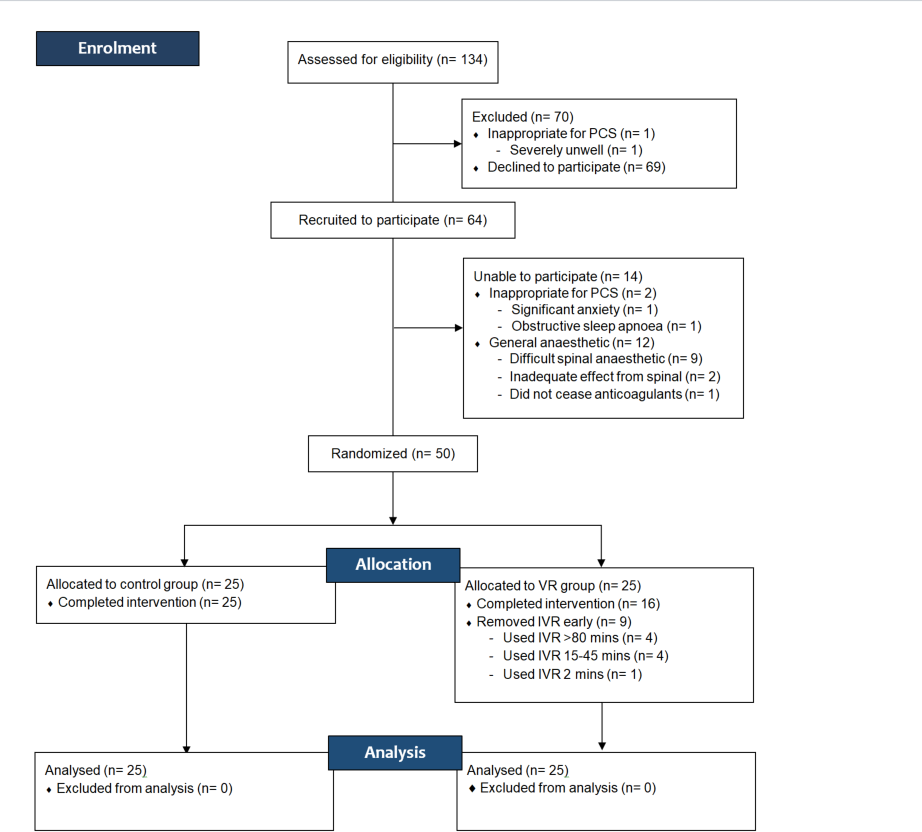 Enrolment
Assessed for eligibility (n= 134)
Excluded (n= 70)
⬧ Inappropriate for PCS (n= 1)
- Severely unwell (n= 1)
⬧ Declined to participate (n= 69)
Recruited to participate (n= 64)
Unable to participate (n= 14)
⬧ Inappropriate for PCS (n= 2)
- Significant anxiety (n= 1)
- Obstructive sleep apnoea (n= 1)
⬧ General anaesthetic (n= 12)
- Difficult spinal anaesthetic (n= 9)
- Inadequate effect from spinal (n= 2)
- Did not cease anticoagulants (n= 1)
Randomized (n= 50)
Allocation
Allocated to control group (n= 25)
⬧ Completed intervention (n= 25)
Allocated to VR group (n= 25)
⬧ Completed intervention (n= 16)
⬧ Removed IVR early (n= 9)
- Used IVR >80 mins (n= 4)
- Used IVR 15-45 mins (n= 4)
- Used IVR 2 mins (n= 1)
Analysis
Analysed (n= 25)
⬧ Excluded from analysis (n= 0)
Analysed (n= 25)
⬧ Excluded from analysis (n= 0)